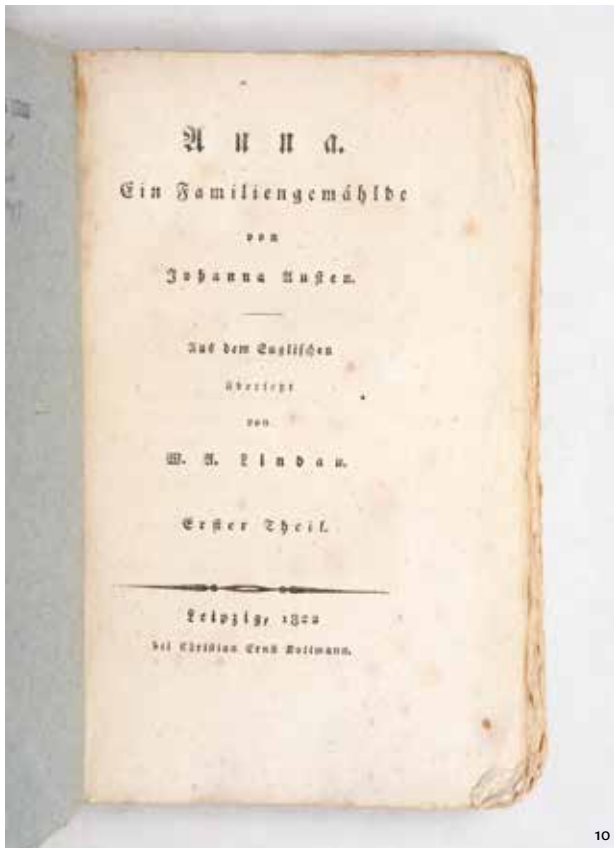 Anna.
Ein Familiengemählde
von
Johanna Austen.
Aus dem Englischen
übersetzt
von
W. A. Lindau.
Erster Theil.
Leipzig, 1822
bei Christian Ernst Kollmann.
10